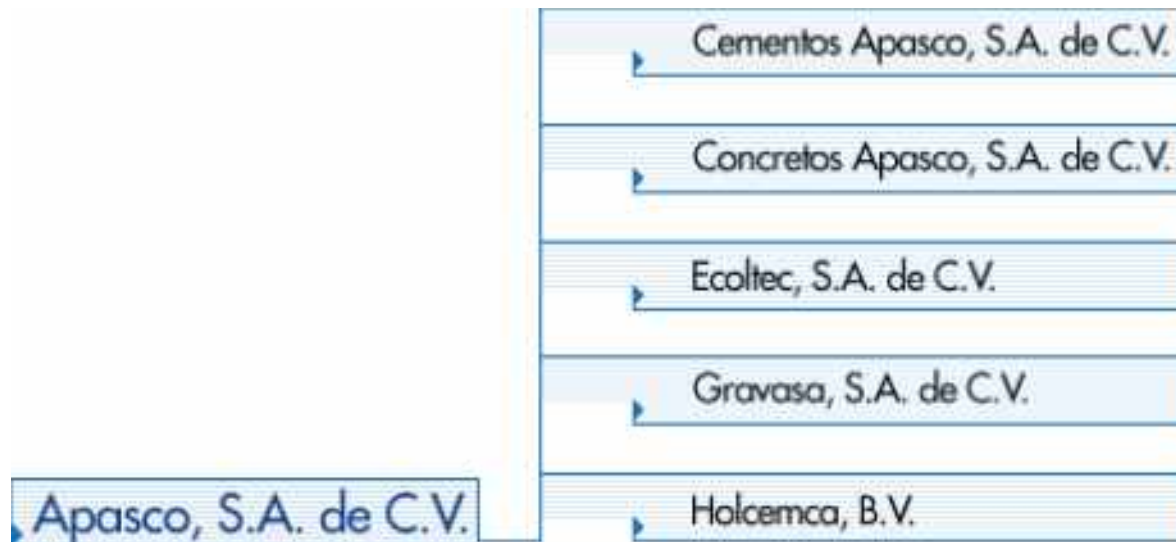 Cementos Apasco, S.A. de C.V.
Concretos Apasco, S.A. de C.V.
Ecoltec, S.A. de C.V.
Gravasa, S.A. de C.V.
Apasco, S.A. de C.V.
Holcemca, B.V.